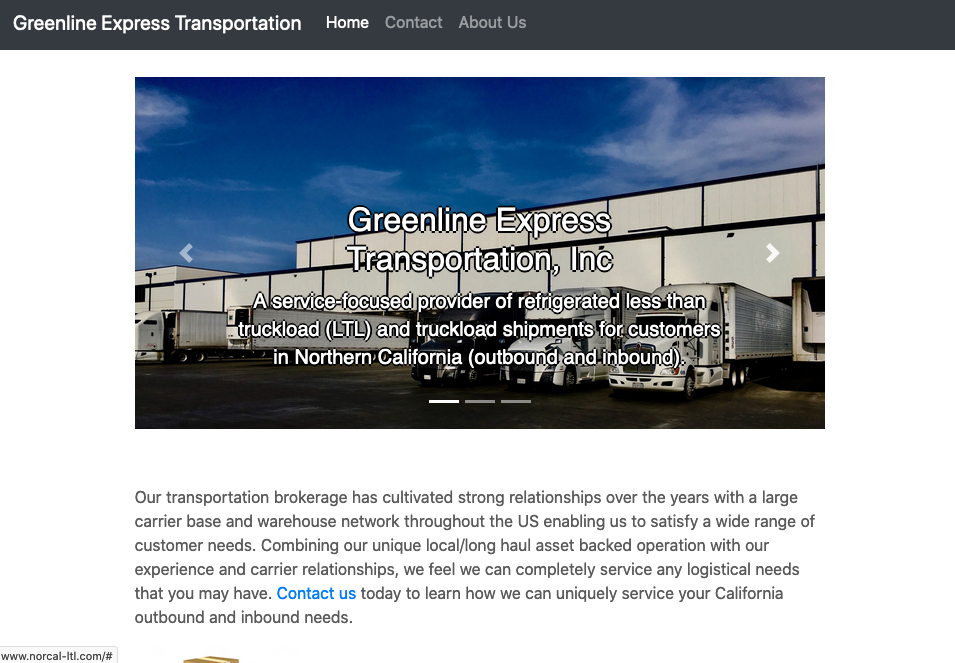 Greenline Express Transportation Home Contact About Us
Greenline Express
Transportation, Inc
A service-focused provider of refrigerated less than
truckload (LTL) and truckload shipments for customers
in Northern California (outbound and inbound).
Our transportation brokerage has cultivated strong relationships over the years with a large
carrier base and warehouse network throughout the US enabling us to satisfy a wide range of
customer needs. Combining our unique local/long haul asset backed operation with our
experience and carrier relationships, we feel we can completely service any logistical needs
that you may have. Contact us today to learn how we can uniquely service your California
outbound and inbound needs.
www.norcal-ltl.com/#